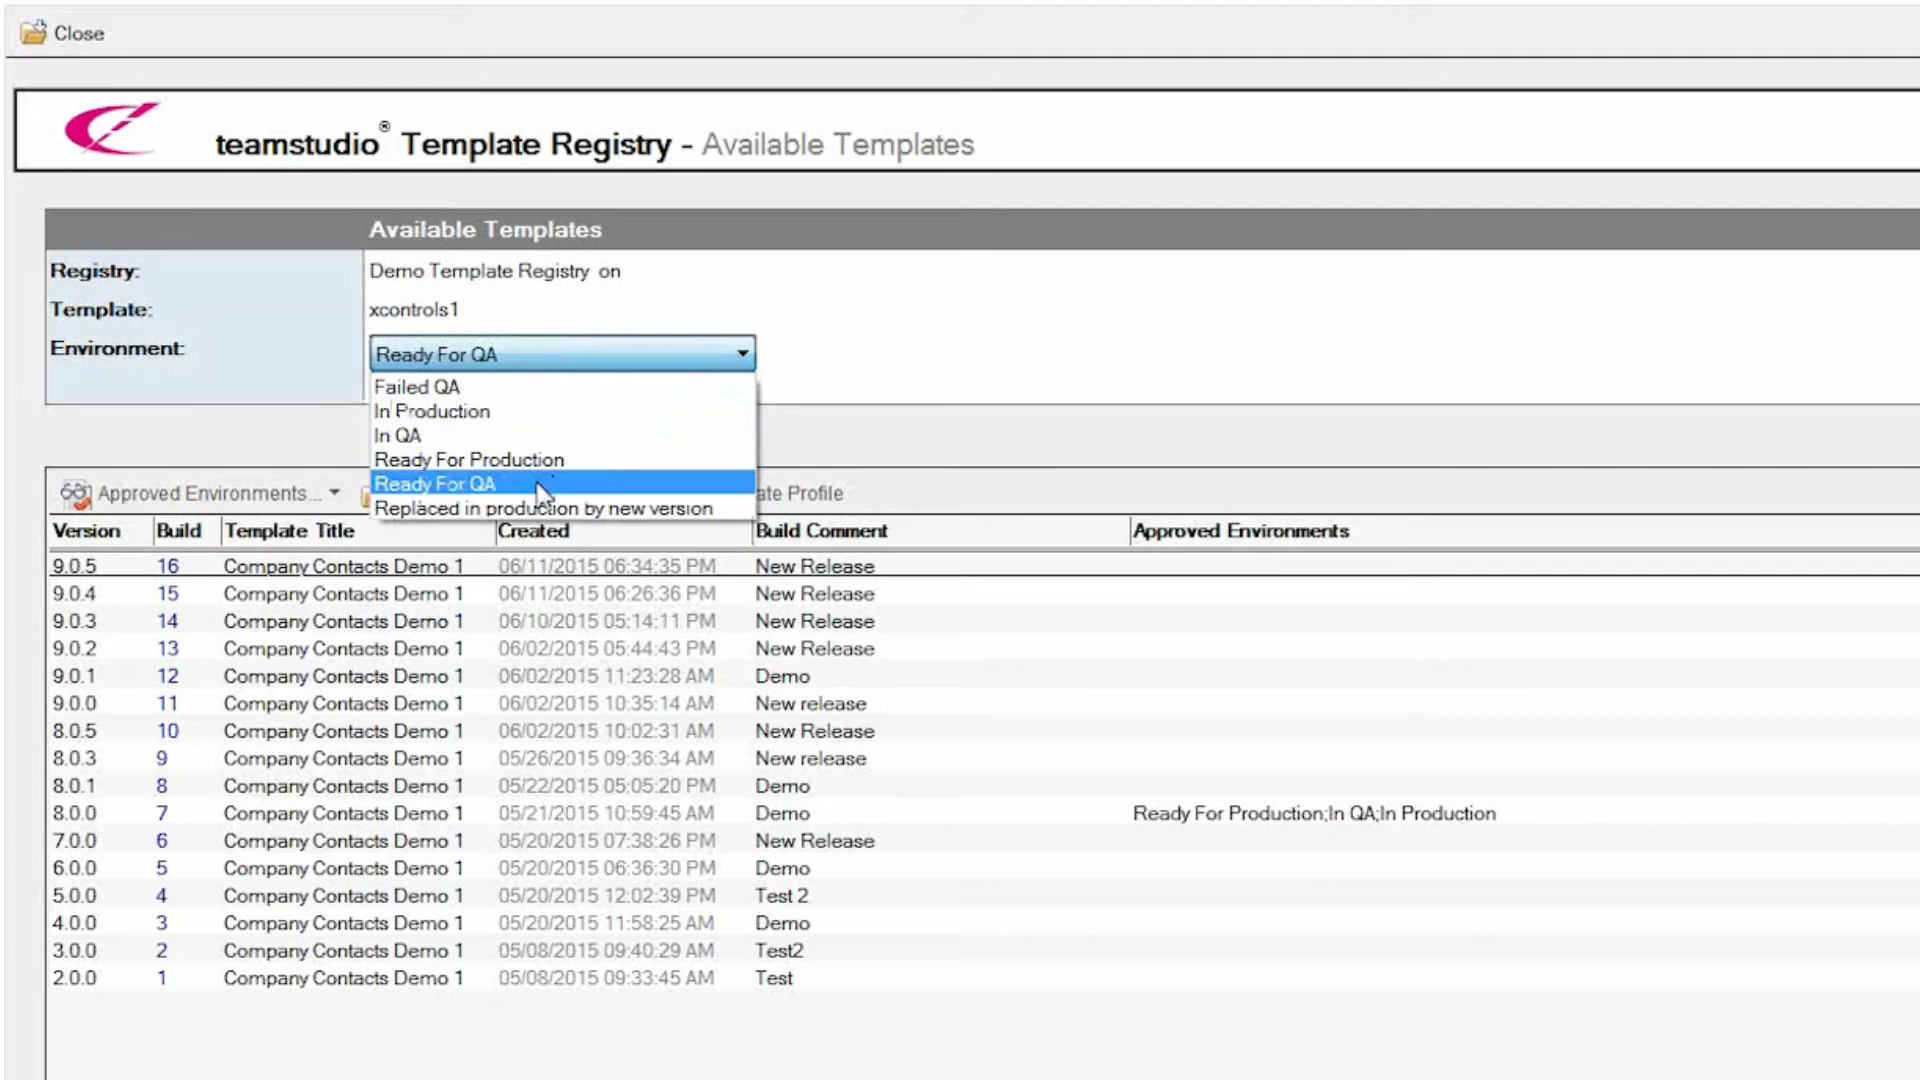 Close
teamstudio® Template Registry - Available Templates
Available Templates
Registry: Demo Template Registry on
Template: xcontrols1
Environment: Ready For QA
Failed QA
In Production
In QA
Ready For Production
Ready For QA
Replaced in production by new version
Approved Environments... Profile
Version Build Template Title Created Build Comment Approved Environments
9.0.5 16 Company Contacts Demo 1 06/11/2015 06:34:35 PM New Release
9.0.4 15 Company Contacts Demo 1 06/11/2015 06:26:36 PM New Release
9.0.3 14 Company Contacts Demo 1 06/10/2015 05:14:11 PM New Release
9.0.2 13 Company Contacts Demo 1 06/02/2015 05:44:43 PM New Release
9.0.1 12 Company Contacts Demo 1 06/02/2015 11:23:28 AM Demo
9.0.0 11 Company Contacts Demo 1 06/02/2015 10:35:14 AM New release
8.0.5 10 Company Contacts Demo 1 06/02/2015 10:02:31 AM New Release
8.0.3 9 Company Contacts Demo 1 05/26/2015 09:36:34 AM New release
8.0.1 8 Company Contacts Demo 1 05/22/2015 05:05:20 PM Demo
8.0.0 7 Company Contacts Demo 1 05/21/2015 10:59:45 AM Demo Ready For Production;In QA;In Production
7.0.0 6 Company Contacts Demo 1 05/20/2015 07:38:26 PM New Release
6.0.0 5 Company Contacts Demo 1 05/20/2015 06:36:30 PM Demo
5.0.0 4 Company Contacts Demo 1 05/20/2015 12:02:39 PM Test 2
4.0.0 3 Company Contacts Demo 1 05/20/2015 11:58:25 AM Demo
3.0.0 2 Company Contacts Demo 1 05/08/2015 09:40:29 AM Test2
2.0.0 1 Company Contacts Demo 1 05/08/2015 09:33:45 AM Test